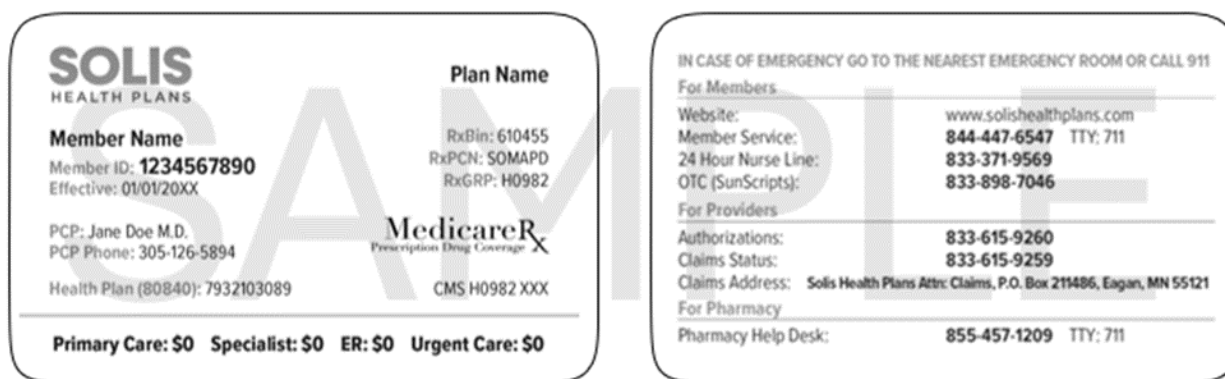 SOLIS
HEALTH PLANS
Plan Name
Member Name
Member ID: 1234567890
Effective: 01/01/20XX
RxBin: 610455
RxPCN: SOMAPD
RxGRP: H0982
PCP: Jane Doe M.D.
PCP Phone: 305-126-5894
MedicareRx
Prescription Drug Coverage
Health Plan (80840): 7932103089
CMS H0982 XXX
Primary Care: $0 Specialist: $0 ER: $0 Urgent Care: $0
IN CASE OF EMERGENCY GO TO THE NEAREST EMERGENCY ROOM OR CALL 911
For Members
Website: www.solishealthplans.com
Member Service: 844-447-6547 TTY: 711
24 Hour Nurse Line: 833-371-9569
OTC (SunScripts): 833-898-7046
For Providers
Authorizations: 833-615-9260
Claims Status: 833-615-9259
Claims Address: Solis Health Plans Attn: Claims, P.O. Box 211486, Eagan, MN 55121
For Pharmacy
Pharmacy Help Desk: 855-457-1209 TTY: 711
SAMPLE